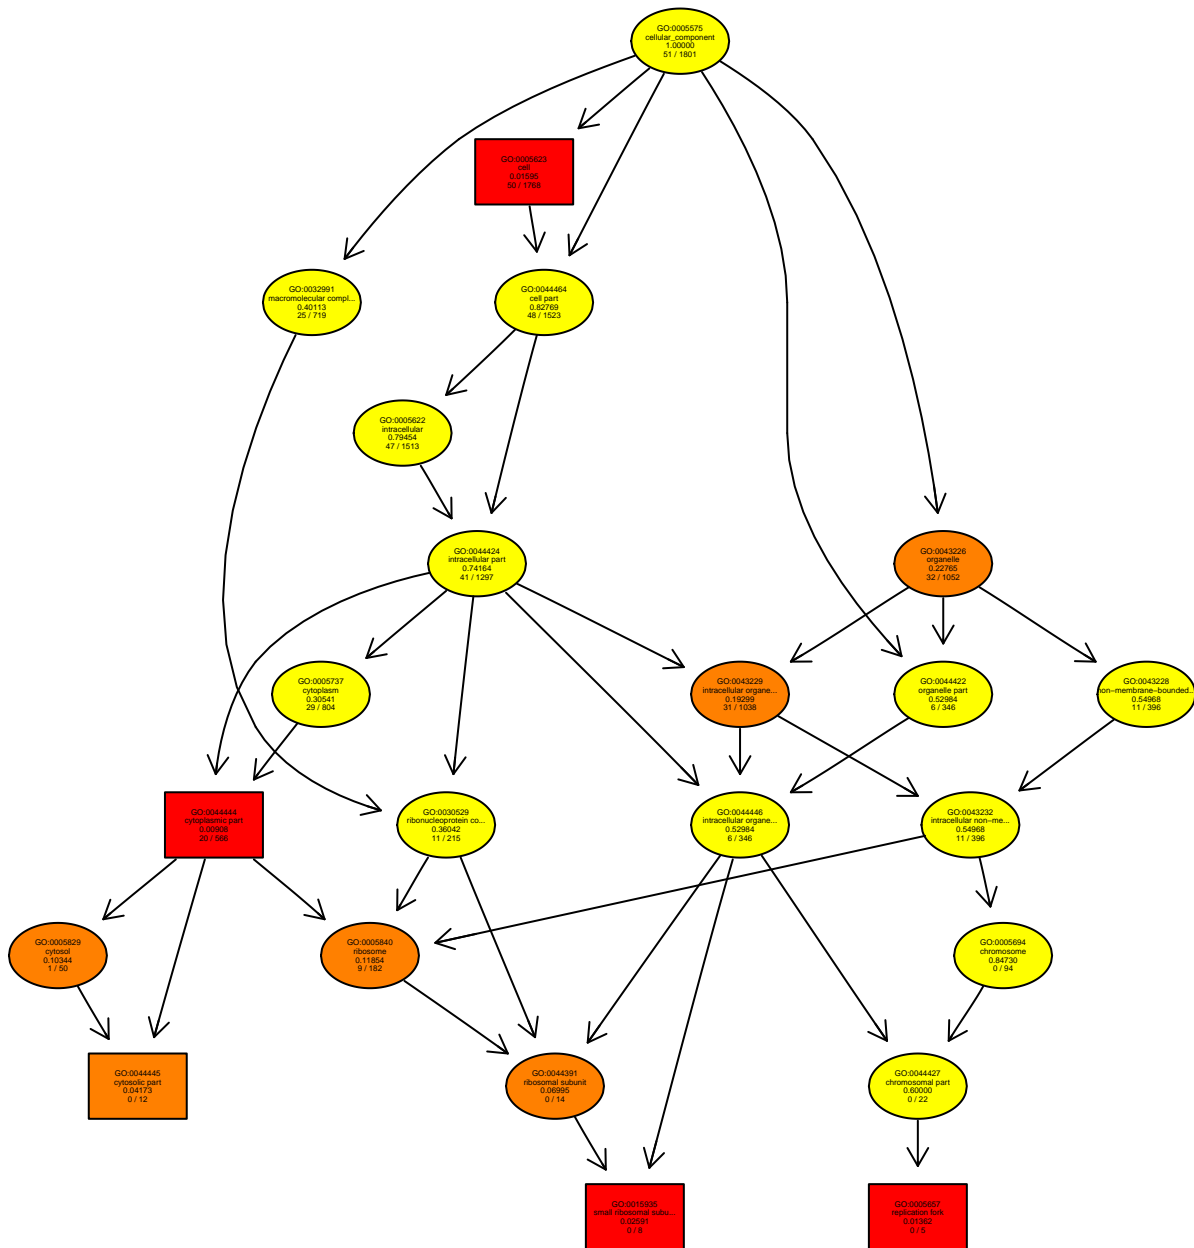 GO:0005575
cellular_component
1.00000
51 / 1801
GO:0005623
cell
0.01595
50 / 1768
GO:0032991
macromolecular compl...
0.40113
25 / 719
GO:0044464
cell part
0.82769
48 / 1523
GO:0005622
intracellular
0.79454
47 / 1513
GO:0044424
intracellular part
0.74164
41 / 1297
GO:0043226
organelle
0.22765
32 / 1052
GO:0005737
cytoplasm
0.30541
29 / 804
GO:0043229
intracellular organe...
0.19299
31 / 1038
GO:0044422
organelle part
0.52984
6 / 346
GO:0043228
non−membrane−bounded...
0.54968
11 / 396
GO:0044444
cytoplasmic part
0.00908
20 / 566
GO:0030529
ribonucleoprotein co...
0.36042
11 / 215
GO:0044446
intracellular organe...
0.52984
6 / 346
GO:0043232
intracellular non−me...
0.54968
11 / 396
GO:0005829
cytosol
0.10344
1 / 50
GO:0005840
ribosome
0.11854
9 / 182
GO:0005694
chromosome
0.84730
0 / 94
GO:0044445
cytosolic part
0.04173
0 / 12
GO:0044391
ribosomal subunit
0.06995
0 / 14
GO:0044427
chromosomal part
0.60000
0 / 22
GO:0015935
small ribosomal subu...
0.02591
0 / 8
GO:0005657
replication fork
0.01362
0 / 5